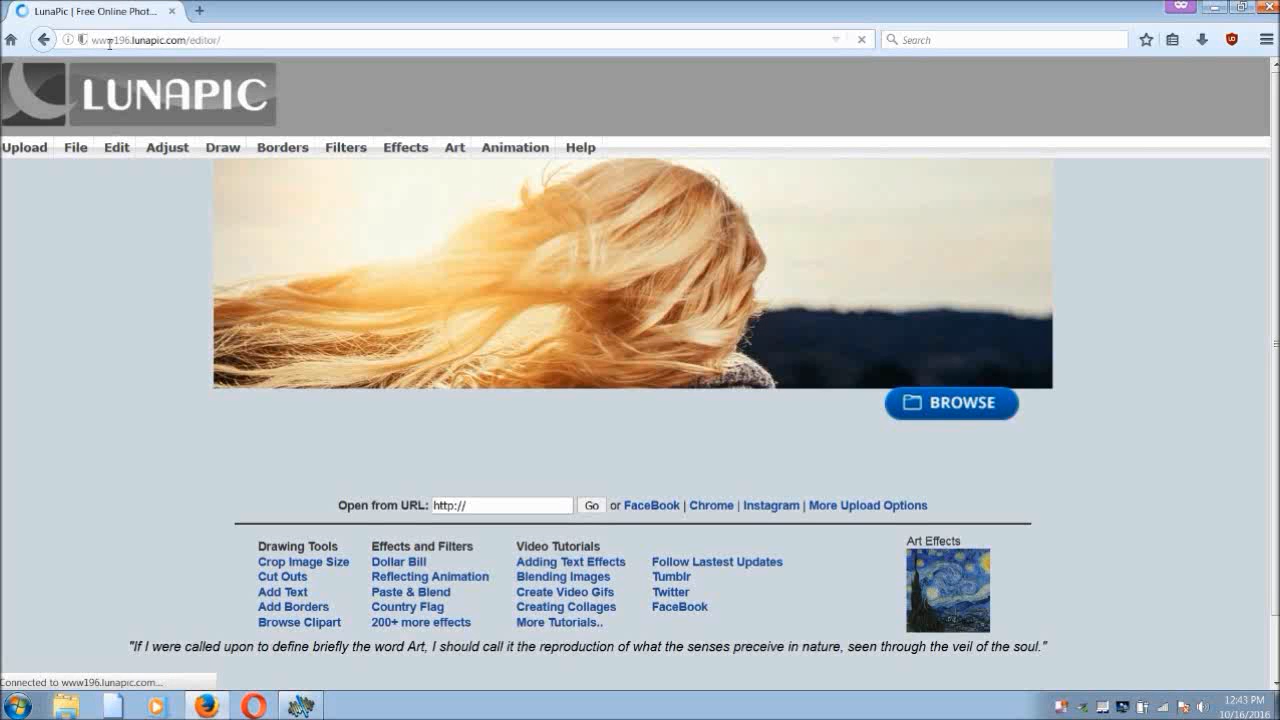 LunaPic | Free Online Phot...
www196.lunapic.com/editor/
Search
LUNAPIC
Upload File Edit Adjust Draw Borders Filters Effects Art Animation Help
BROWSE
Open from URL: http:// Go or FaceBook | Chrome | Instagram | More Upload Options
Drawing Tools Effects and Filters Video Tutorials Art Effects
Crop Image Size Dollar Bill Adding Text Effects Follow Lastest Updates
Cut Outs Reflecting Animation Blending Images Tumblr
Add Text Paste & Blend Create Video Gifs Twitter
Add Borders Country Flag Creating Collages FaceBook
Browse Clipart 200+ more effects More Tutorials..
"If I were called upon to define briefly the word Art, I should call it the reproduction of what the senses preceive in nature, seen through the veil of the soul."
Connected to www196.lunapic.com...
12:43 PM
10/16/2016